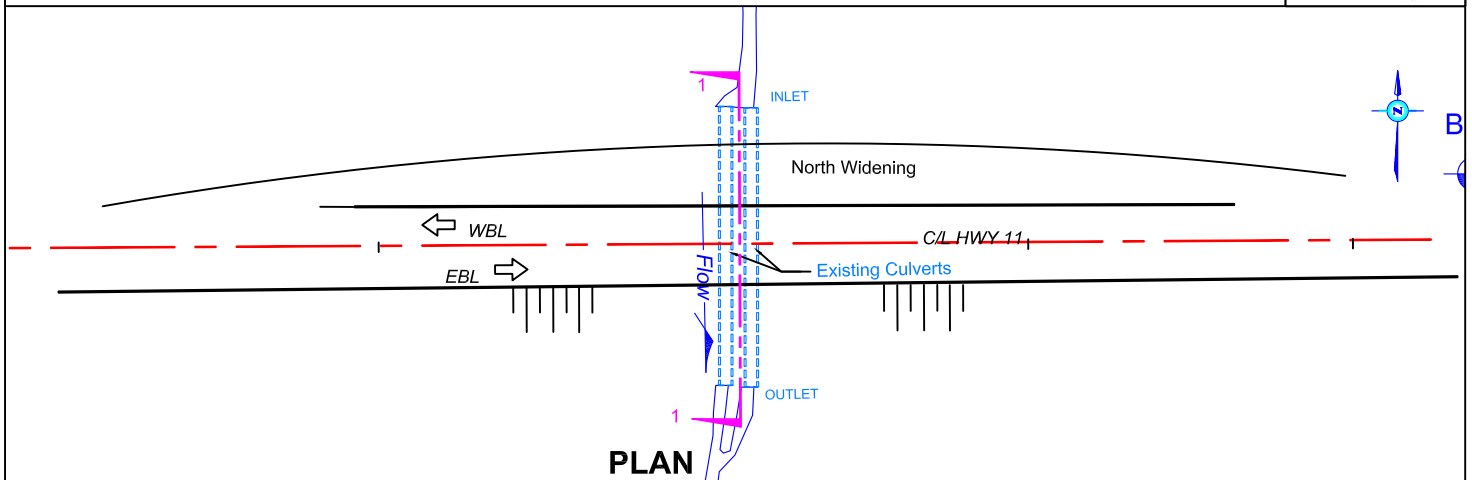 1
INLET
N
B
North Widening
WBL
C/L HWY 11
Flow
Existing Culverts
EBL
OUTLET
1
PLAN